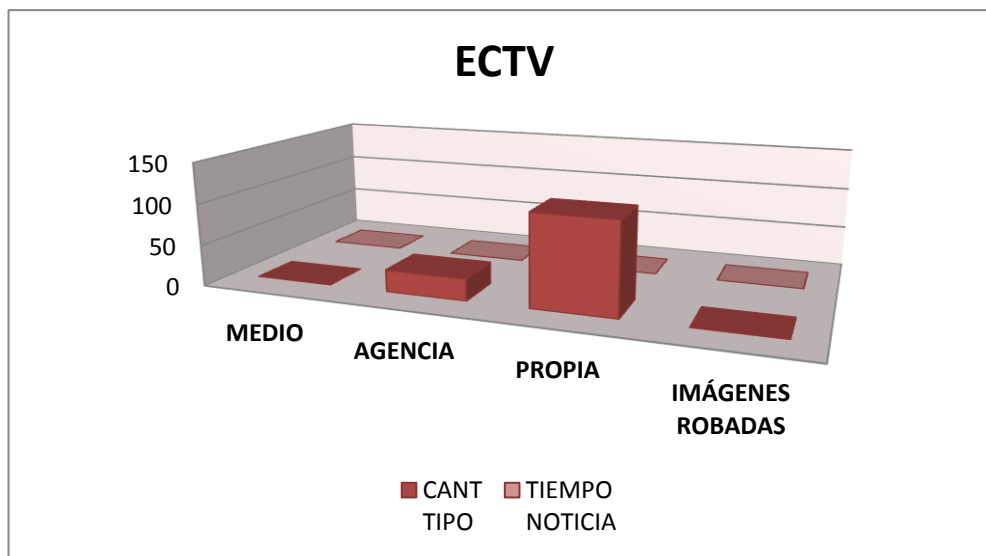 ECTV
150
100
50
0
MEDIO
AGENCIA
PROPIA
IMÁGENES
ROBADAS
CANT
TIPO
TIEMPO
NOTICIA